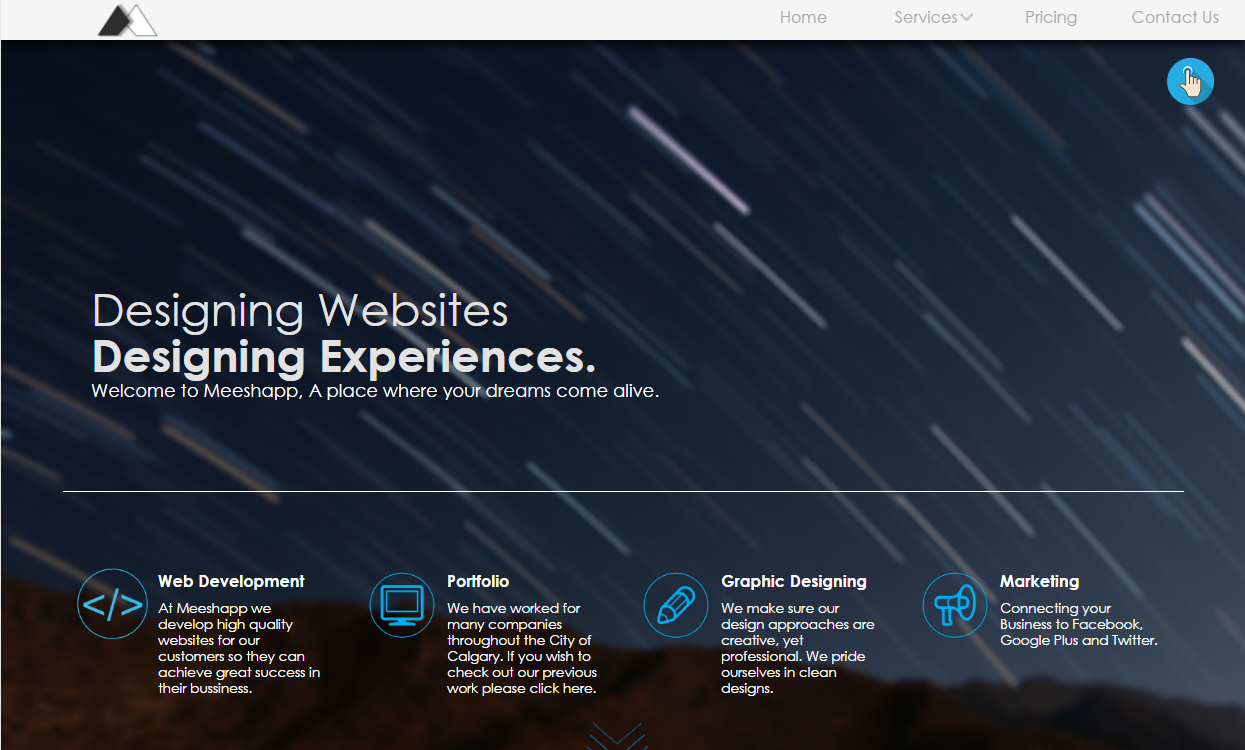 Home Services Pricing Contact Us
Designing Websites
Designing Experiences.
Welcome to Meeshapp, A place where your dreams come alive.
</>
Web Development
At Meeshapp we
develop high quality
websites for our
customers so they can
achieve great success in
their bussiness.
Portfolio
We have worked for
many companies
throughout the City of
Calgary. If you wish to
check out our previous
work please click here.
Graphic Designing
We make sure our
design approaches are
creative, yet
professional. We pride
ourselves in clean
designs.
Marketing
Connecting your
Business to Facebook,
Google Plus and Twitter.